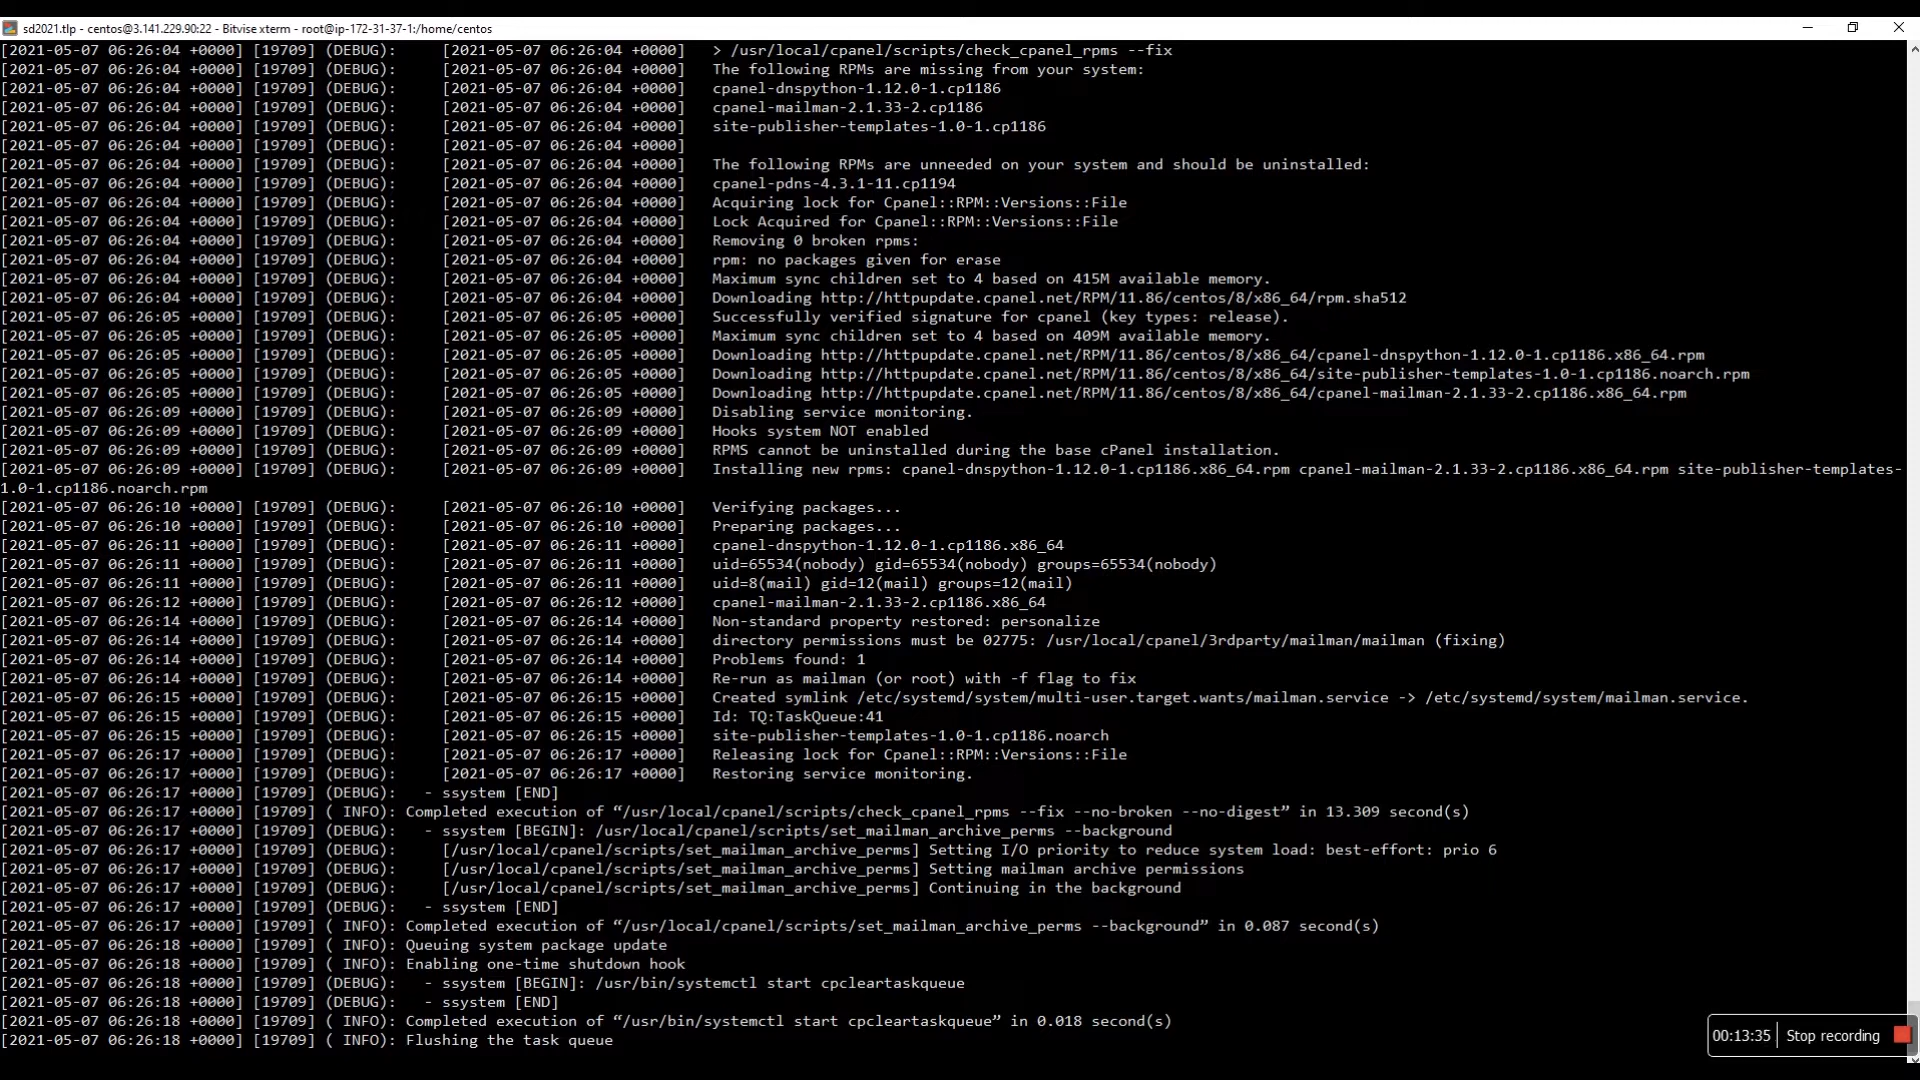 sd2021.tlp - centos@3.141.229.90:22 - Bitvise xterm - root@ip-172-31-37-1:/home/centos
[2021-05-07 06:26:04 +0000] [19709] (DEBUG):     [2021-05-07 06:26:04 +0000]   > /usr/local/cpanel/scripts/check_cpanel_rpms --fix
[2021-05-07 06:26:04 +0000] [19709] (DEBUG):     [2021-05-07 06:26:04 +0000]   The following RPMs are missing from your system:
[2021-05-07 06:26:04 +0000] [19709] (DEBUG):     [2021-05-07 06:26:04 +0000]   cpanel-dnspython-1.12.0-1.cp1186
[2021-05-07 06:26:04 +0000] [19709] (DEBUG):     [2021-05-07 06:26:04 +0000]   cpanel-mailman-2.1.33-2.cp1186
[2021-05-07 06:26:04 +0000] [19709] (DEBUG):     [2021-05-07 06:26:04 +0000]   site-publisher-templates-1.0-1.cp1186
[2021-05-07 06:26:04 +0000] [19709] (DEBUG):     [2021-05-07 06:26:04 +0000]
[2021-05-07 06:26:04 +0000] [19709] (DEBUG):     [2021-05-07 06:26:04 +0000]   The following RPMs are unneeded on your system and should be uninstalled:
[2021-05-07 06:26:04 +0000] [19709] (DEBUG):     [2021-05-07 06:26:04 +0000]   cpanel-pdns-4.3.1-11.cp1194
[2021-05-07 06:26:04 +0000] [19709] (DEBUG):     [2021-05-07 06:26:04 +0000]   Acquiring lock for Cpanel::RPM::Versions::File
[2021-05-07 06:26:04 +0000] [19709] (DEBUG):     [2021-05-07 06:26:04 +0000]   Lock Acquired for Cpanel::RPM::Versions::File
[2021-05-07 06:26:04 +0000] [19709] (DEBUG):     [2021-05-07 06:26:04 +0000]   Removing 0 broken rpms:
[2021-05-07 06:26:04 +0000] [19709] (DEBUG):     [2021-05-07 06:26:04 +0000]   rpm: no packages given for erase
[2021-05-07 06:26:04 +0000] [19709] (DEBUG):     [2021-05-07 06:26:04 +0000]   Maximum sync children set to 4 based on 415M available memory.
[2021-05-07 06:26:04 +0000] [19709] (DEBUG):     [2021-05-07 06:26:04 +0000]   Downloading http://httpupdate.cpanel.net/RPM/11.86/centos/8/x86_64/rpm.sha512
[2021-05-07 06:26:05 +0000] [19709] (DEBUG):     [2021-05-07 06:26:05 +0000]   Successfully verified signature for cpanel (key types: release).
[2021-05-07 06:26:05 +0000] [19709] (DEBUG):     [2021-05-07 06:26:05 +0000]   Maximum sync children set to 4 based on 409M available memory.
[2021-05-07 06:26:05 +0000] [19709] (DEBUG):     [2021-05-07 06:26:05 +0000]   Downloading http://httpupdate.cpanel.net/RPM/11.86/centos/8/x86_64/cpanel-dnspython-1.12.0-1.cp1186.x86_64.rpm
[2021-05-07 06:26:05 +0000] [19709] (DEBUG):     [2021-05-07 06:26:05 +0000]   Downloading http://httpupdate.cpanel.net/RPM/11.86/centos/8/x86_64/site-publisher-templates-1.0-1.cp1186.noarch.rpm
[2021-05-07 06:26:05 +0000] [19709] (DEBUG):     [2021-05-07 06:26:05 +0000]   Downloading http://httpupdate.cpanel.net/RPM/11.86/centos/8/x86_64/cpanel-mailman-2.1.33-2.cp1186.x86_64.rpm
[2021-05-07 06:26:09 +0000] [19709] (DEBUG):     [2021-05-07 06:26:09 +0000]   Disabling service monitoring.
[2021-05-07 06:26:09 +0000] [19709] (DEBUG):     [2021-05-07 06:26:09 +0000]   Hooks system NOT enabled
[2021-05-07 06:26:09 +0000] [19709] (DEBUG):     [2021-05-07 06:26:09 +0000]   RPMS cannot be uninstalled during the base cPanel installation.
[2021-05-07 06:26:09 +0000] [19709] (DEBUG):     [2021-05-07 06:26:09 +0000]   Installing new rpms: cpanel-dnspython-1.12.0-1.cp1186.x86_64.rpm cpanel-mailman-2.1.33-2.cp1186.x86_64.rpm site-publisher-templates-
1.0-1.cp1186.noarch.rpm
[2021-05-07 06:26:10 +0000] [19709] (DEBUG):     [2021-05-07 06:26:10 +0000]   Verifying packages...
[2021-05-07 06:26:10 +0000] [19709] (DEBUG):     [2021-05-07 06:26:10 +0000]   Preparing packages...
[2021-05-07 06:26:11 +0000] [19709] (DEBUG):     [2021-05-07 06:26:11 +0000]   cpanel-dnspython-1.12.0-1.cp1186.x86_64
[2021-05-07 06:26:11 +0000] [19709] (DEBUG):     [2021-05-07 06:26:11 +0000]   uid=65534(nobody) gid=65534(nobody) groups=65534(nobody)
[2021-05-07 06:26:11 +0000] [19709] (DEBUG):     [2021-05-07 06:26:11 +0000]   uid=8(mail) gid=12(mail) groups=12(mail)
[2021-05-07 06:26:12 +0000] [19709] (DEBUG):     [2021-05-07 06:26:12 +0000]   cpanel-mailman-2.1.33-2.cp1186.x86_64
[2021-05-07 06:26:14 +0000] [19709] (DEBUG):     [2021-05-07 06:26:14 +0000]   Non-standard property restored: personalize
[2021-05-07 06:26:14 +0000] [19709] (DEBUG):     [2021-05-07 06:26:14 +0000]   directory permissions must be 02775: /usr/local/cpanel/3rdparty/mailman/mailman (fixing)
[2021-05-07 06:26:14 +0000] [19709] (DEBUG):     [2021-05-07 06:26:14 +0000]   Problems found: 1
[2021-05-07 06:26:14 +0000] [19709] (DEBUG):     [2021-05-07 06:26:14 +0000]   Re-run as mailman (or root) with -f flag to fix
[2021-05-07 06:26:15 +0000] [19709] (DEBUG):     [2021-05-07 06:26:15 +0000]   Created symlink /etc/systemd/system/multi-user.target.wants/mailman.service -> /etc/systemd/system/mailman.service.
[2021-05-07 06:26:15 +0000] [19709] (DEBUG):     [2021-05-07 06:26:15 +0000]   Id: TQ:TaskQueue:41
[2021-05-07 06:26:15 +0000] [19709] (DEBUG):     [2021-05-07 06:26:15 +0000]   site-publisher-templates-1.0-1.cp1186.noarch
[2021-05-07 06:26:17 +0000] [19709] (DEBUG):     [2021-05-07 06:26:17 +0000]   Releasing lock for Cpanel::RPM::Versions::File
[2021-05-07 06:26:17 +0000] [19709] (DEBUG):     [2021-05-07 06:26:17 +0000]   Restoring service monitoring.
[2021-05-07 06:26:17 +0000] [19709] (DEBUG):   - ssystem [END]
[2021-05-07 06:26:17 +0000] [19709] ( INFO): Completed execution of “/usr/local/cpanel/scripts/check_cpanel_rpms --fix --no-broken --no-digest” in 13.309 second(s)
[2021-05-07 06:26:17 +0000] [19709] (DEBUG):   - ssystem [BEGIN]: /usr/local/cpanel/scripts/set_mailman_archive_perms --background
[2021-05-07 06:26:17 +0000] [19709] (DEBUG):     [/usr/local/cpanel/scripts/set_mailman_archive_perms] Setting I/O priority to reduce system load: best-effort: prio 6
[2021-05-07 06:26:17 +0000] [19709] (DEBUG):     [/usr/local/cpanel/scripts/set_mailman_archive_perms] Setting mailman archive permissions
[2021-05-07 06:26:17 +0000] [19709] (DEBUG):     [/usr/local/cpanel/scripts/set_mailman_archive_perms] Continuing in the background
[2021-05-07 06:26:17 +0000] [19709] (DEBUG):   - ssystem [END]
[2021-05-07 06:26:17 +0000] [19709] ( INFO): Completed execution of “/usr/local/cpanel/scripts/set_mailman_archive_perms --background” in 0.087 second(s)
[2021-05-07 06:26:18 +0000] [19709] ( INFO): Queuing system package update
[2021-05-07 06:26:18 +0000] [19709] ( INFO): Enabling one-time shutdown hook
[2021-05-07 06:26:18 +0000] [19709] (DEBUG):   - ssystem [BEGIN]: /usr/bin/systemctl start cpcleartaskqueue
[2021-05-07 06:26:18 +0000] [19709] (DEBUG):   - ssystem [END]
[2021-05-07 06:26:18 +0000] [19709] ( INFO): Completed execution of “/usr/bin/systemctl start cpcleartaskqueue” in 0.018 second(s)
[2021-05-07 06:26:18 +0000] [19709] ( INFO): Flushing the task queue
00:13:35 Stop recording